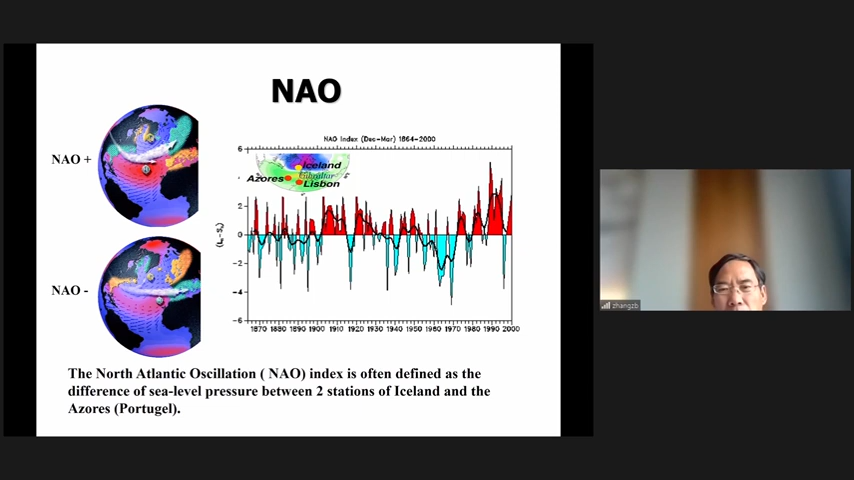 NAO
NAO +
NAO -
NAO Index (Dec-Mar) 1864-2000
Iceland
Gibraltar
Azores
Lisbon
6
2
0
-2
-4
-6
1870 1880 1890 1900 1910 1920 1930 1940 1950 1960 1970 1980 1990 2000
The North Atlantic Oscillation ( NAO) index is often defined as the
difference of sea-level pressure between 2 stations of Iceland and the
Azores (Portugel).
zhangzb